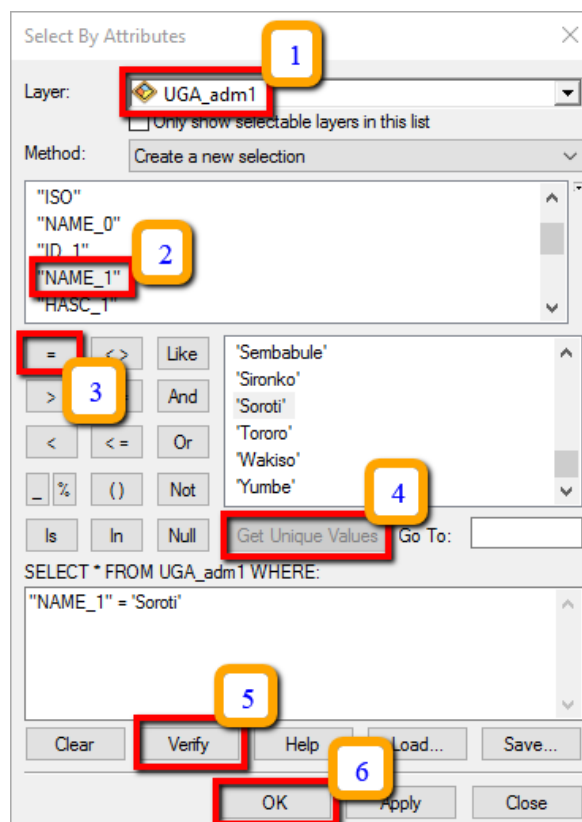 Select By Attributes
1
Layer:
UGA_adm1
Only show selectable layers in this list
Method:
Create a new selection
"ISO"
"NAME_0"
"ID_1"
2
"NAME_1"
"HASC_1"
= < > Like
> And
3
< < = Or
_ % () Not
Is In Null
'Sembabule'
'Sironko'
'Soroti'
'Tororo'
'Wakiso'
'Yumbe'
4
Get Unique Values Go To:
SELECT * FROM UGA_adm1 WHERE:
"NAME_1" = 'Soroti'
5
Clear Verify Help Load... Save...
6
OK Apply Close